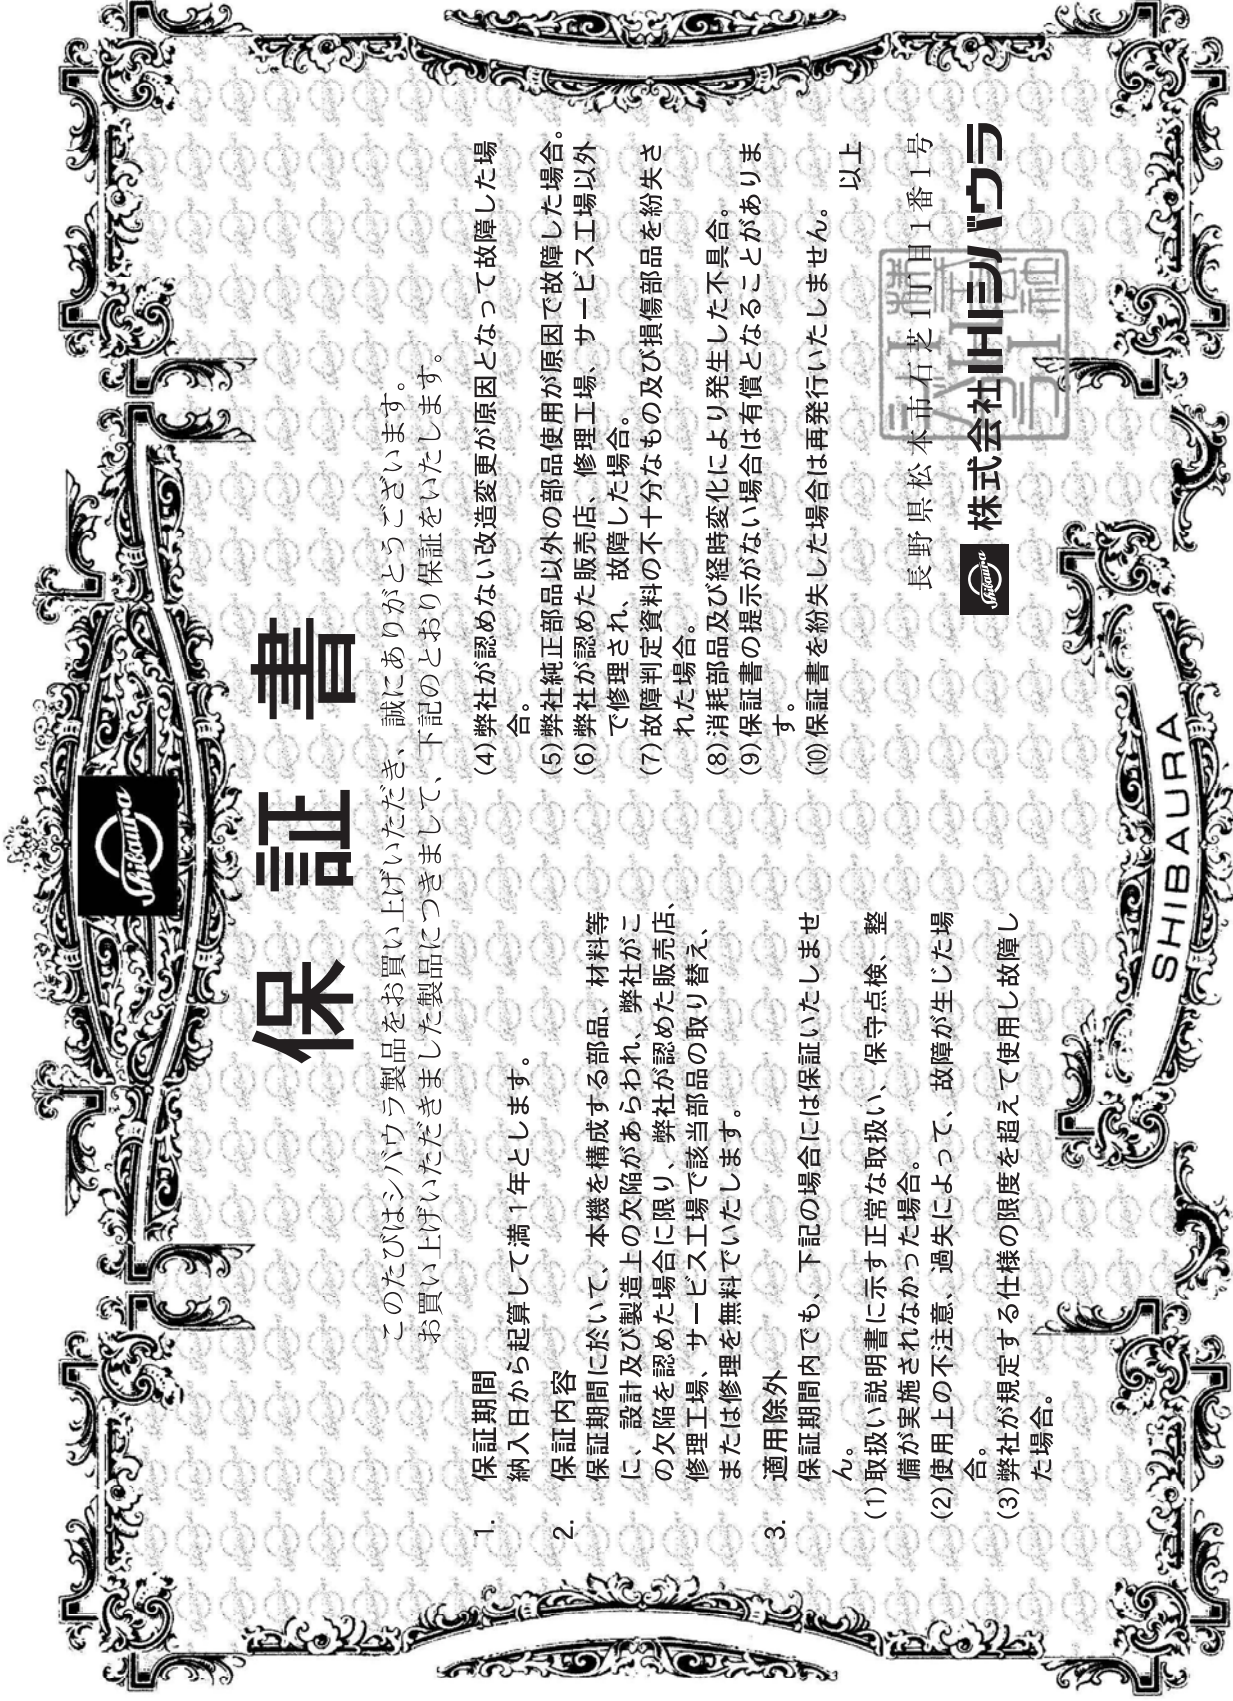 Shibaura
保証書
このたびはシバウラ製品をお買い上げいただき、誠にありがとうございます。
お買い上げいただきました製品につきまして、下記のとおり保証をいたします。
1. 保証期間
納入日から起算して満1年とします。
2. 保証内容
保証期間に於いて、本機を構成する部品、材料等
に、設計及び製造上の欠陥があらわれ、弊社がこ
の欠陥を認めた場合に限り、弊社が認めた販売店、
修理工場、サービス工場で該当部品の取り替え、
または修理を無料でいたします。
3. 適用除外
保証期間内でも、下記の場合には保証いたしませ
ん。
(1)取扱い説明書に示す正常な取扱い、保守点検、整
備が実施されなかった場合。
(2)使用上の不注意、過失によって、故障が生じた場
合。
(3)弊社が規定する仕様の限度を超えて使用し故障し
た場合。
(4)弊社が認めない改造変更が原因となって故障した場
合。
(5)弊社純正部品以外の部品使用が原因で故障した場合。
(6)弊社が認めた販売店、修理工場、サービス工場以外
で修理され、故障した場合。
(7)故障判定資料の不十分なもの及び損傷部品を紛失さ
れた場合。
(8)消耗部品及び経時変化により発生した不具合。
(9)保証書の提示がない場合は有償となることがありま
す。
(10)保証書を紛失した場合は再発行いたしません。
以上
長野県松本市石芝1丁目1番1号
Shibaura 株式会社IHIシバウラ
SHIBAURA